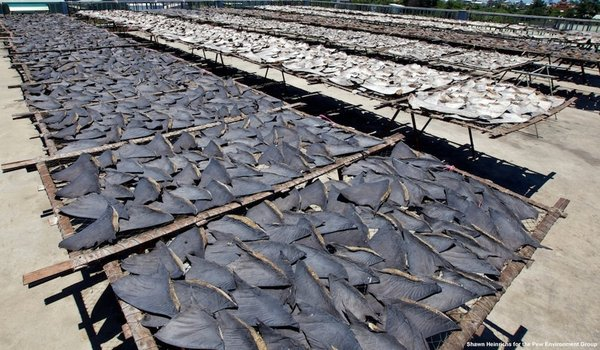 Shawn Heinrichs for the Pew Environment Group